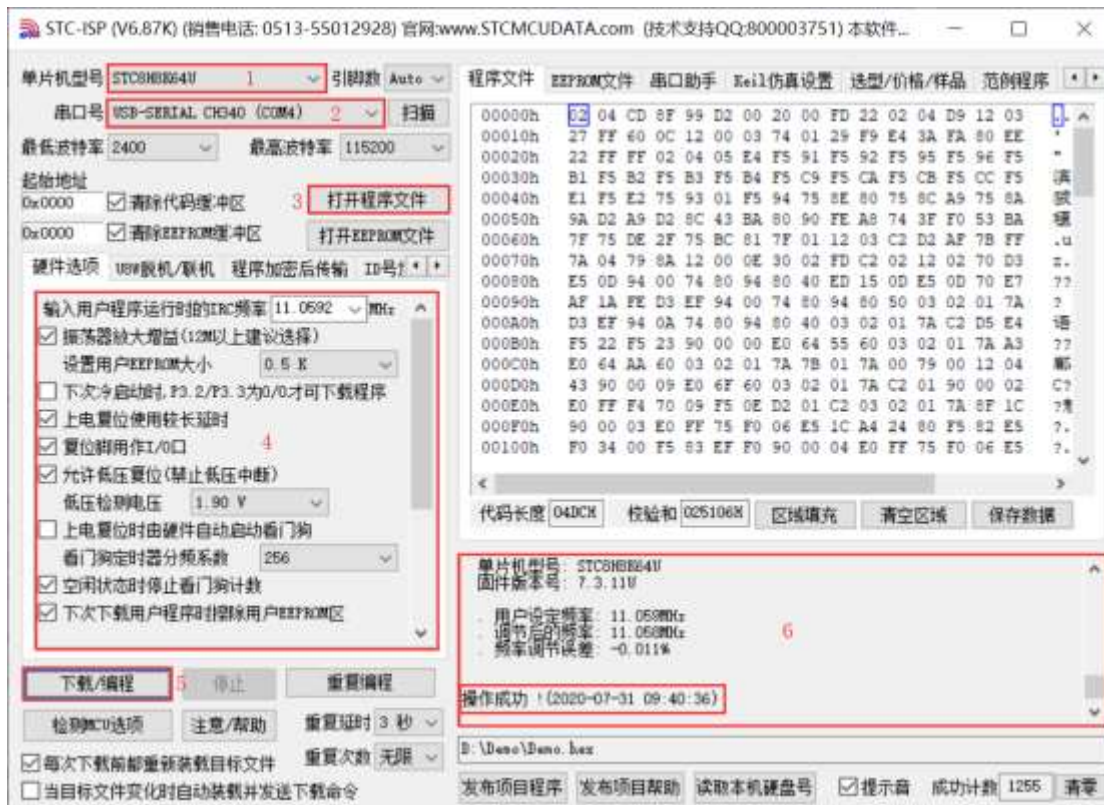 STC-ISP (V6.87K) (销售电话: 0513-55012928) 官网:www.STCMCUDATA.com (技术支持QQ:800003751) 本软件...
单片机型号 STC8H8K64U 1 引脚数 Auto
串口号 USB-SERIAL CH340 (COM4) 2 扫描
最低波特率 2400 最高波特率 115200
起始地址
0x0000 清除代码缓冲区 3 打开程序文件
0x0000 清除EEPROM缓冲区 打开EEPROM文件
硬件选项 USB脱机/联机 程序加密后传输 ID号
输入用户程序运行时的IRC频率 11.0592 MHz
振荡器放大增益(12M以上建议选择)
设置用户EEPROM大小 0.5 K
下次冷启动时,P3.2/P3.3为0/0才可下载程序
上电复位使用较长延时
复位脚用作I/O口 4
允许低压复位(禁止低压中断)
低压检测电压 1.90 V
上电复位时由硬件自动启动看门狗
看门狗定时器分频系数 256
空闲状态时停止看门狗计数
下次下载用户程序时擦除用户EEPROM区
下载/编程 5 停止 重复编程
检测MCU选项 注意/帮助 重复延时 3 秒
每次下载前都重新装载目标文件 重复次数 无限
当目标文件变化时自动装载并发送下载命令
程序文件 EEPROM文件 串口助手 Keil仿真设置 选型/价格/样品 范例程序
00000h 02 04 CD 8F 99 D2 00 20 00 FD 22 02 04 D9 12 03
00010h 27 FF 60 0C 12 00 03 74 01 29 F9 E4 3A FA 80 EE
00020h 22 FF FF 02 04 05 E4 F5 91 F5 92 F5 95 F5 96 F5
00030h B1 F5 B2 F5 B3 F5 B4 F5 C9 F5 CA F5 CB F5 CC F5
00040h E1 F5 E2 75 93 01 F5 94 75 8E 80 75 8C A9 75 8A
00050h 9A D2 A9 D2 8C 43 BA 80 90 FE A8 74 3F F0 53 BA
00060h 7F 75 DE 2F 75 BC 81 7F 01 12 03 C2 D2 AF 7B FF .u
00070h 7A 04 79 8A 12 00 0E 30 02 FD C2 02 12 02 70 D3 z.
00080h E5 0D 94 00 74 80 94 80 40 ED 15 0D E5 0D 70 E7 ??
00090h AF 1A FE D3 EF 94 00 74 80 94 80 50 03 02 01 7A ?
000A0h D3 EF 94 0A 74 80 94 80 40 03 02 01 7A C2 D5 E4 语
000B0h F5 22 F5 23 90 00 00 E0 64 55 60 03 02 01 7A A3 ??
000C0h E0 64 AA 60 03 02 01 7A 7B 01 7A 00 79 00 12 04
000D0h 43 90 00 09 E0 6F 60 03 02 01 7A C2 01 90 00 02 C?
000E0h E0 FF F4 70 09 F5 0E D2 01 C2 03 02 01 7A 8F 1C
000F0h 90 00 03 E0 FF 75 F0 06 E5 1C A4 24 80 F5 82 E5 ?.
00100h F0 34 00 F5 83 EF F0 90 00 04 E0 FF 75 F0 06 E5 ?.
代码长度 04DCH 校验和 025106H 区域填充 清空区域 保存数据
单片机型号: STC8H8K64U
固件版本号: 7.3.11U
. 用户设定频率: 11.059MHz
. 调节后的频率: 11.058MHz
. 频率调节误差: -0.011%
6
操作成功 !(2020-07-31 09:40:36)
D:\Demo\Demo.hex
发布项目程序 发布项目帮助 读取本机硬盘号 提示音 成功计数 1255 清零